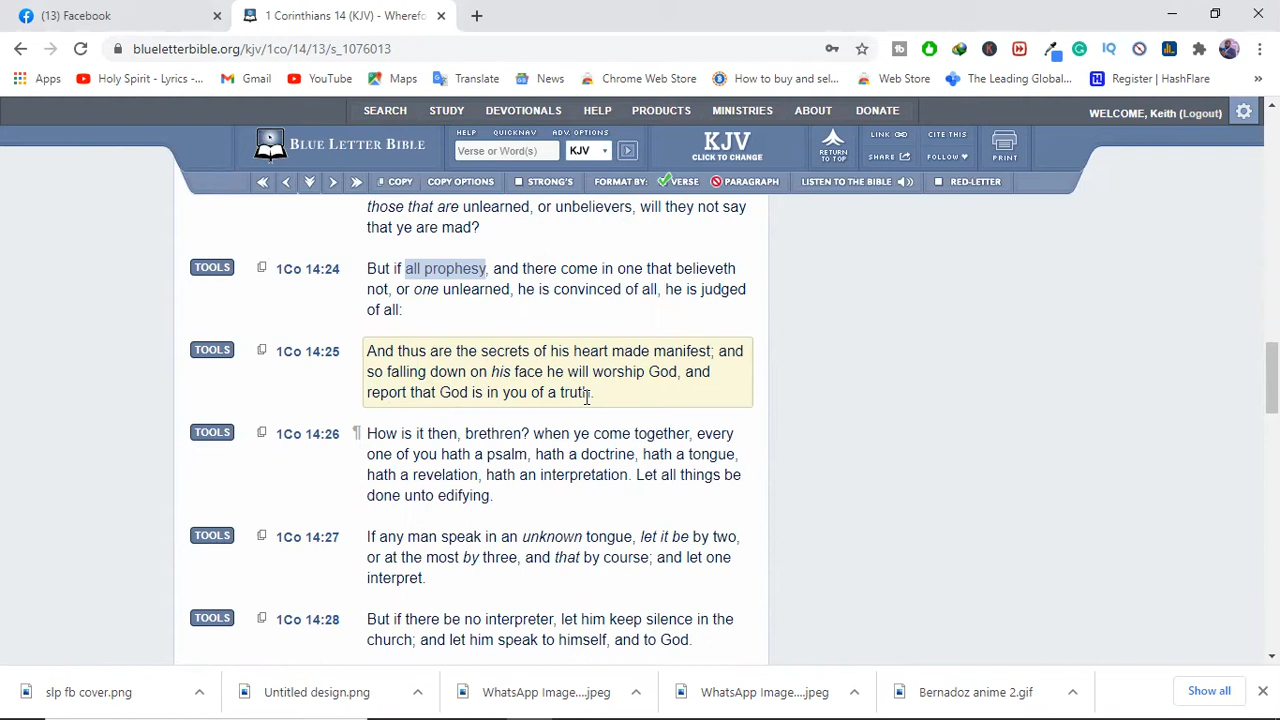 (13) Facebook
1 Corinthians 14 (KJV) - Wherefo
blueletterbible.org/kjv/1co/14/13/s_1076013
Apps
Holy Spirit - Lyrics -...
Gmail
YouTube
Maps
Translate
News
Chrome Web Store
How to buy and sel...
Web Store
The Leading Global...
Register | HashFlare
SEARCH STUDY DEVOTIONALS HELP PRODUCTS MINISTRIES ABOUT DONATE
WELCOME, Keith (Logout)
BLUE LETTER BIBLE
HELP QUICKNAV ADV. OPTIONS
Verse or Word(s)
KJV
KJV
CLICK TO CHANGE
RETURN TO TOP
LINK
CITE THIS
SHARE
FOLLOW
PRINT
COPY COPY OPTIONS STRONG'S FORMAT BY: VERSE PARAGRAPH LISTEN TO THE BIBLE RED-LETTER
those that are unlearned, or unbelievers, will they not say
that ye are mad?
TOOLS 1Co 14:24 But if all prophesy, and there come in one that believeth
not, or one unlearned, he is convinced of all, he is judged
of all:
TOOLS 1Co 14:25 And thus are the secrets of his heart made manifest; and
so falling down on his face he will worship God, and
report that God is in you of a truth.
TOOLS 1Co 14:26 ¶ How is it then, brethren? when ye come together, every
one of you hath a psalm, hath a doctrine, hath a tongue,
hath a revelation, hath an interpretation. Let all things be
done unto edifying.
TOOLS 1Co 14:27 If any man speak in an unknown tongue, let it be by two,
or at the most by three, and that by course; and let one
interpret.
TOOLS 1Co 14:28 But if there be no interpreter, let him keep silence in the
church; and let him speak to himself, and to God.
slp fb cover.png
Untitled design.png
WhatsApp Image....jpeg
WhatsApp Image....jpeg
Bernadoz anime 2.gif
Show all